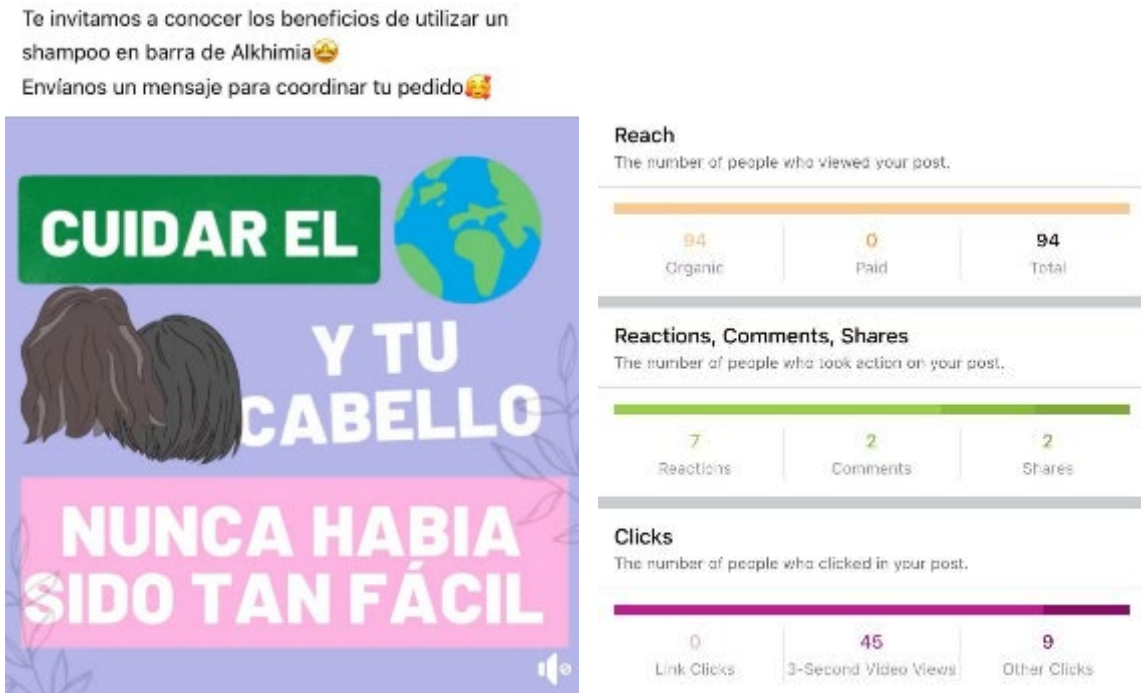 Te invitamos a conocer los beneficios de utilizar un
shampoo en barra de Alkhimia🤩
Envíanos un mensaje para coordinar tu pedido🥰
CUIDAR EL
Y TU
CABELLO
NUNCA HABIA
SIDO TAN FÁCIL
Reach
The number of people who viewed your post.
94 0 94
Organic Paid Total
Reactions, Comments, Shares
The number of people who took action on your post.
7 2 2
Reactions Comments Shares
Clicks
The number of people who clicked in your post.
0 45 9
Link Clicks 3-Second Video Views Other Clicks